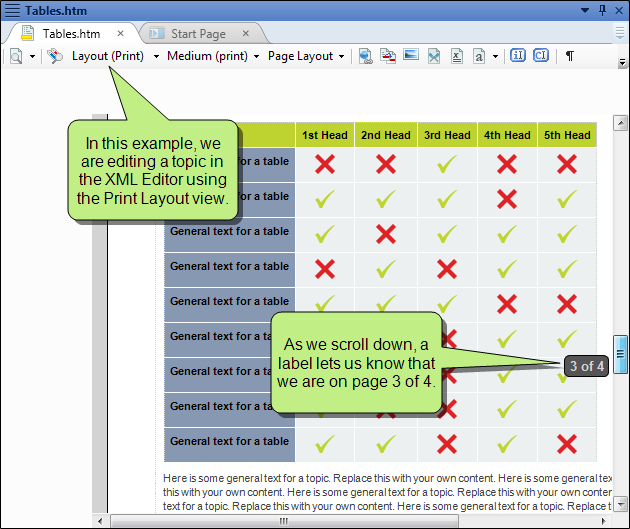 Tables.htm
Tables.htm
Start Page
Layout (Print)
Medium (print)
Page Layout
1st Head 2nd Head 3rd Head 4th Head 5th Head
In this example, we
are editing a topic in
the XML Editor using
the Print Layout view.
for a table
for a table
General text for a table
General text for a table
General text for a table
General text for a ta
General text for a ta
General text for a ta
General text for a table
As we scroll down, a
label lets us know that
we are on page 3 of 4.
3 of 4
Here is some general text for a topic. Replace this with your own content. Here is some general tex
this with your own content. Here is some general text for a topic. Replace this with your own conten
text for a topic. Replace this with your own content. Here is some general text for a topic. Replace